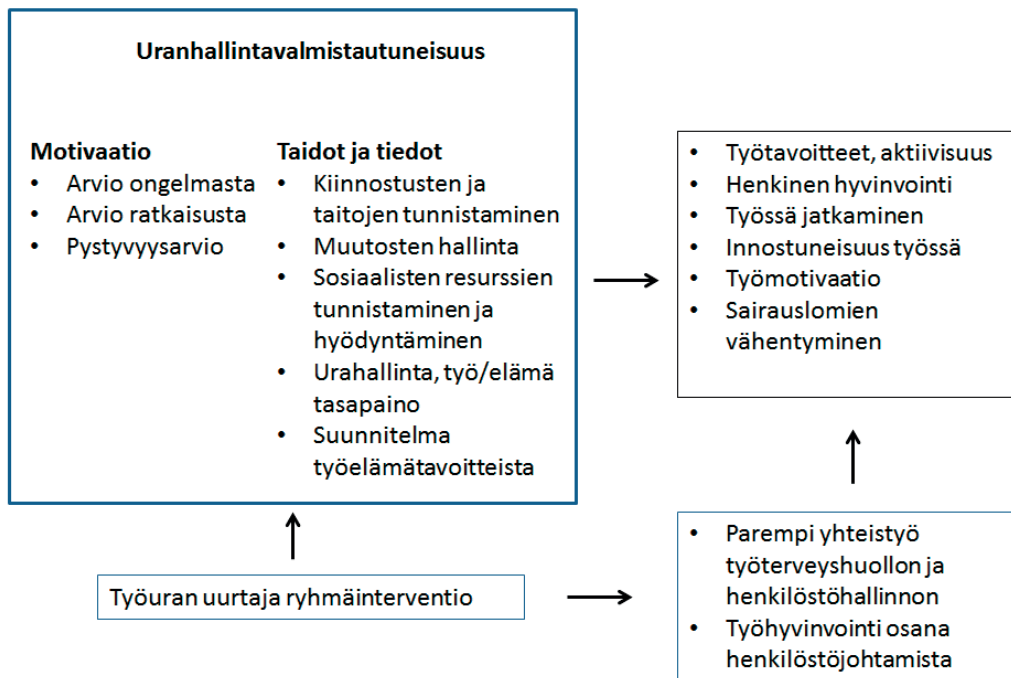 Uranhallintavalmistautuneisuus
Motivaatio
• Arvio ongelmasta
• Arvio ratkaisusta
• Pystyvyysarvio
Taidot ja tiedot
• Kiinnostusten ja
taitojen tunnistaminen
• Muutosten hallinta
• Sosiaalisten resurssien
tunnistaminen ja
hyödyntäminen
• Urahallinta, työ/elämä
tasapaino
• Suunnitelma
työelämätavoitteista
• Työtavoitteet, aktiivisuus
• Henkinen hyvinvointi
• Työssä jatkaminen
• Innostuneisuus työssä
• Työmotivaatio
• Sairauslomien
vähentyminen
Työuran uurtaja ryhmäinterventio
• Parempi yhteistyö
työterveyshuollon ja
henkilöstöhallinnon
• Työhyvinvointi osana
henkilöstöjohtamista